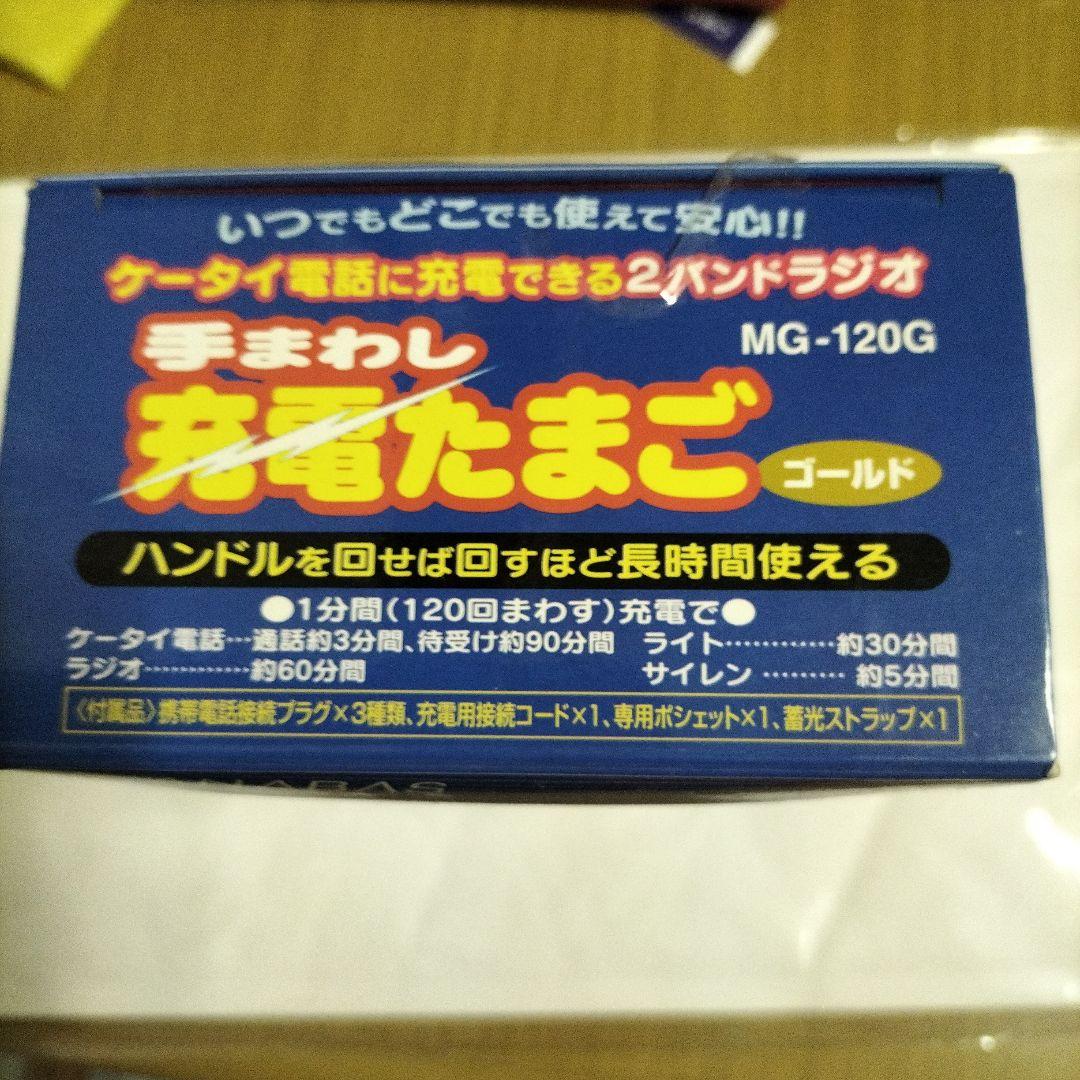 いつでもどこでも使えて安心!!
ケータイ電話に充電できる2バンドラジオ
手まわし
MG-120G
充電たまご
ゴールド
ハンドルを回せば回すほど長時間使える
●1分間(120回まわす)充電で●
ケータイ電話…通話約3分間、待受け約90分間 ライト…………約30分間
ラジオ…………約60分間 サイレン………約5分間
〈付属品〉携帯電話接続プラグ×3種類、充電用接続コード×1、専用ポシェット×1、蓄光ストラップ×1